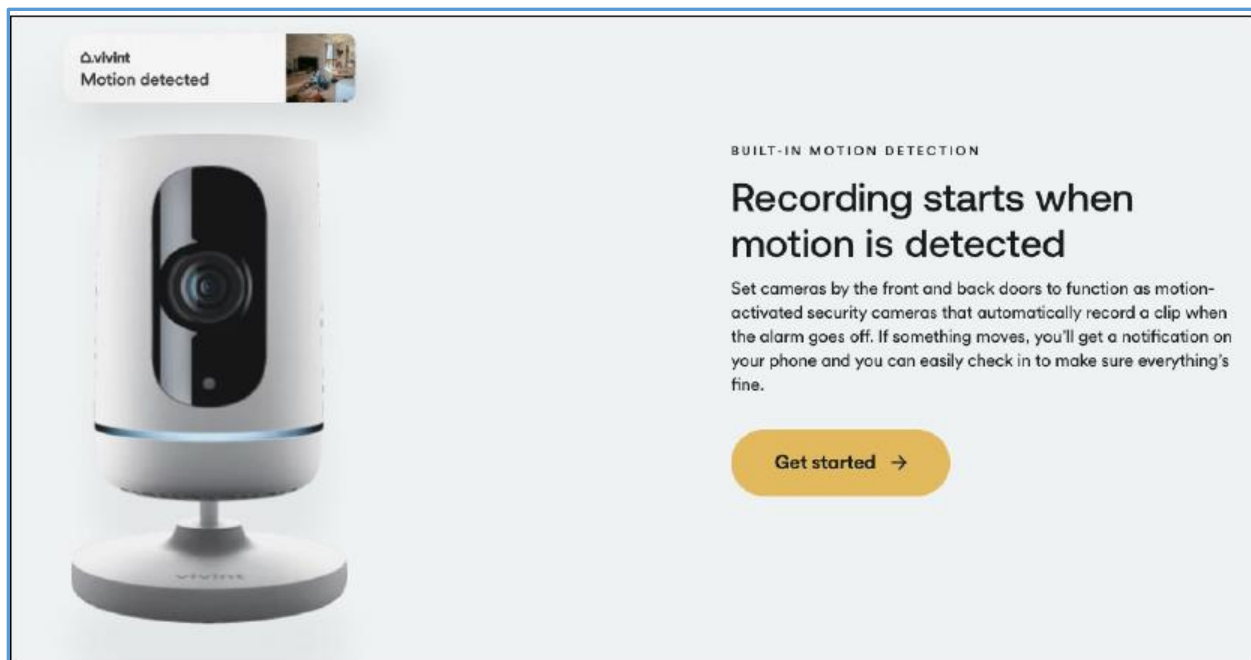 vivint
Motion detected
BUILT-IN MOTION DETECTION
Recording starts when
motion is detected
Set cameras by the front and back doors to function as motion-
activated security cameras that automatically record a clip when
the alarm goes off. If something moves, you'll get a notification on
your phone and you can easily check in to make sure everything's
fine.
Get started →
vivint